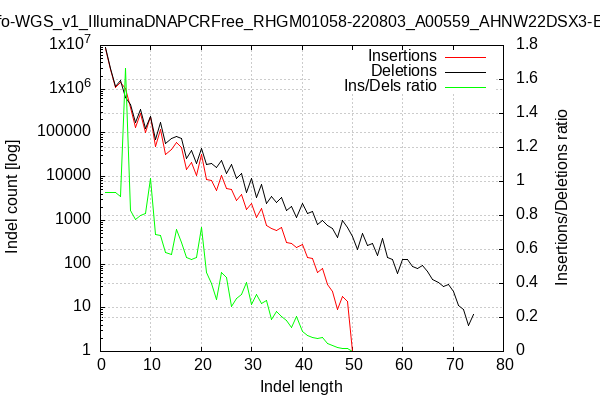 fo-WGS_v1_IlluminaDNAPCRFree_RHGM01058-220803_A00559_AHNW22DSX3-E
Insertions
Deletions
Ins/Dels ratio
1x10^7
1x10^6
100000
10000
1000
100
10
1
1.8
1.6
1.4
1.2
1
0.8
0.6
0.4
0.2
0
0 10 20 30 40 50 60 70 80
Indel count [log]
Insertions/Deletions ratio
Indel length